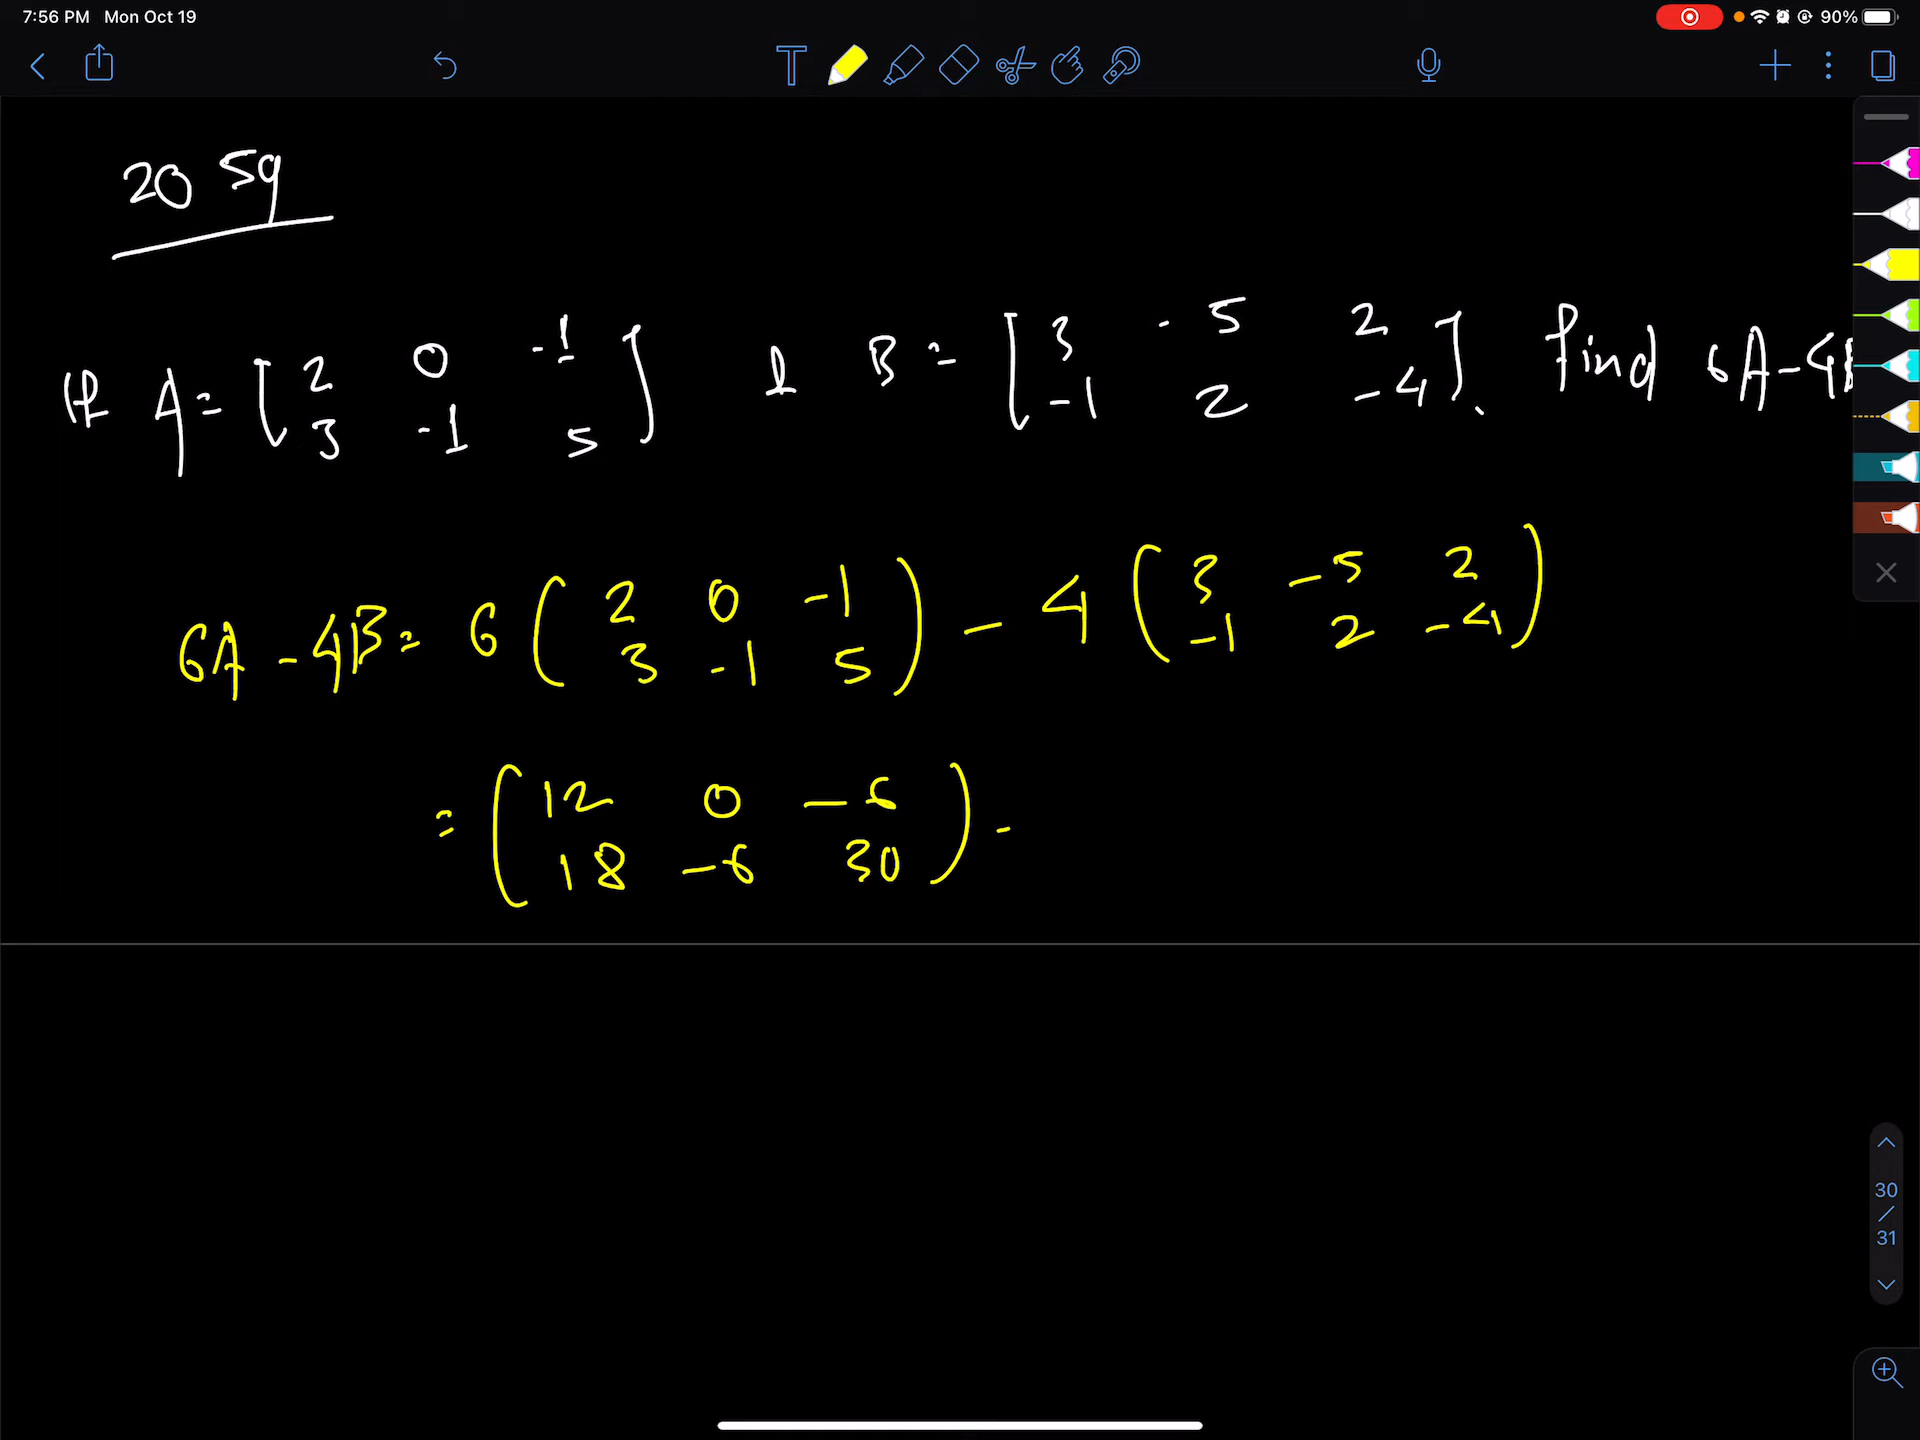 7:56 PM Mon Oct 19
90%
20 Sq
If A = [ 2 0 -1
3 -1 5 ] & B = [ 3 -5 2
-1 2 -4 ]. Find 6A-4B
6A - 4B = 6 ( 2 0 -1
3 -1 5 ) - 4 ( 3 -5 2
-1 2 -4 )
= ( 12 0 -6
18 -6 30 ) -
30
/
31